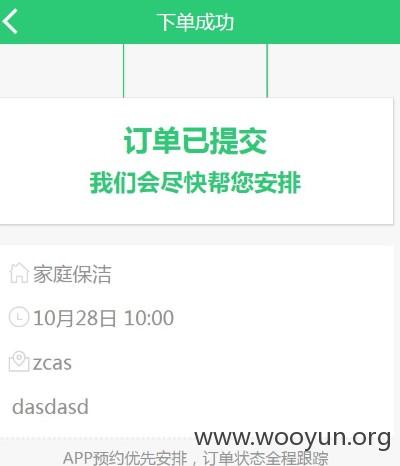 下单成功
订单已提交
我们会尽快帮您安排
家庭保洁
10月28日 10:00
zcas
dasdasd
www.wooyun.org
APP预约优先安排，订单状态全程跟踪